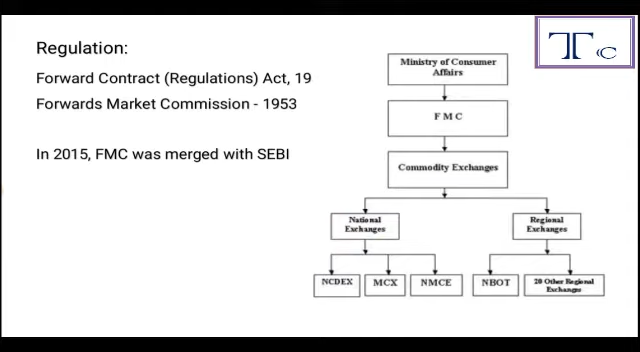 Regulation:
Forward Contract (Regulations) Act, 19
Forwards Market Commission - 1953
In 2015, FMC was merged with SEBI
Tc
Ministry of Consumer
Affairs
F M C
Commodity Exchanges
National
Exchanges
Regional
Exchanges
NCDEX
MCX
NMCE
NBOT
20 Other Regional
Exchanges